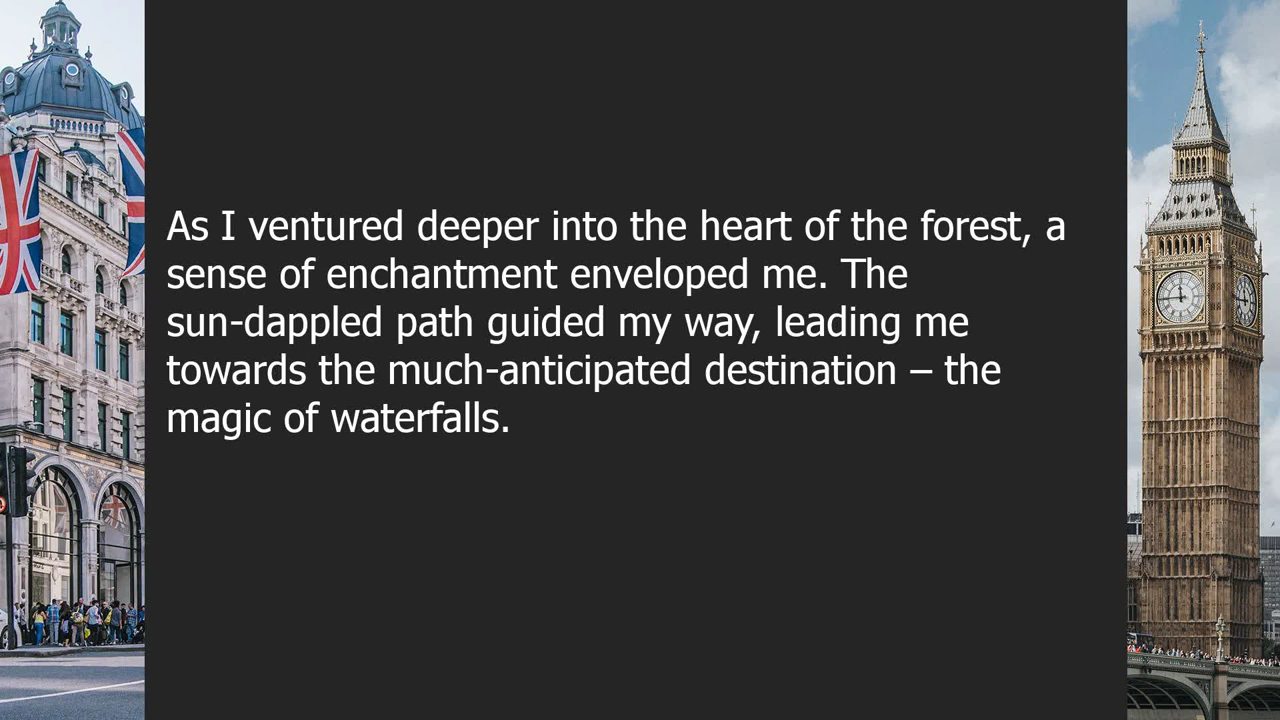 As I ventured deeper into the heart of the forest, a
sense of enchantment enveloped me. The
sun-dappled path guided my way, leading me
towards the much-anticipated destination – the
magic of waterfalls.